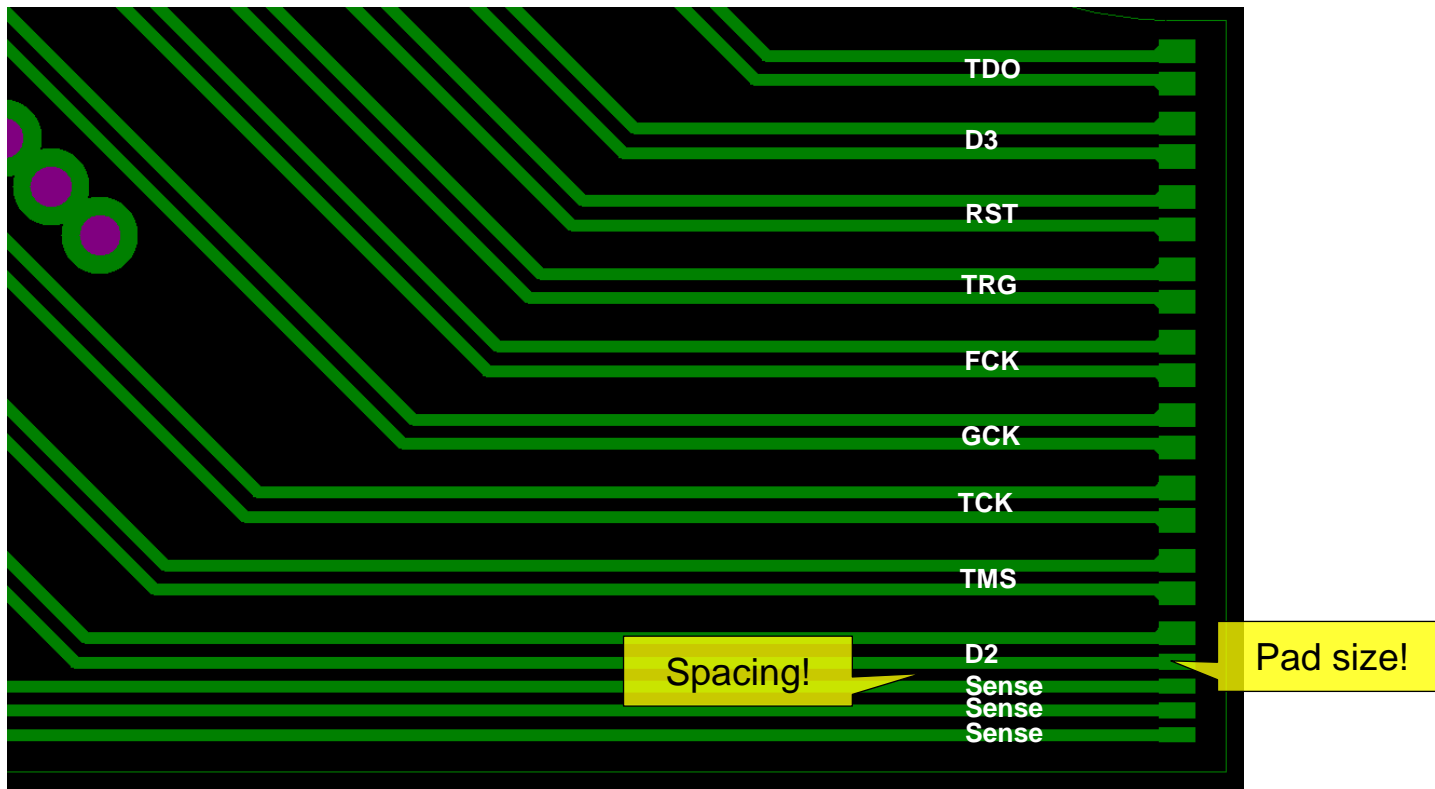 TDO
D3
RST
TRG
FCK
GCK
TCK
TMS
D2
Spacing!
Pad size!
Sense
Sense
Sense